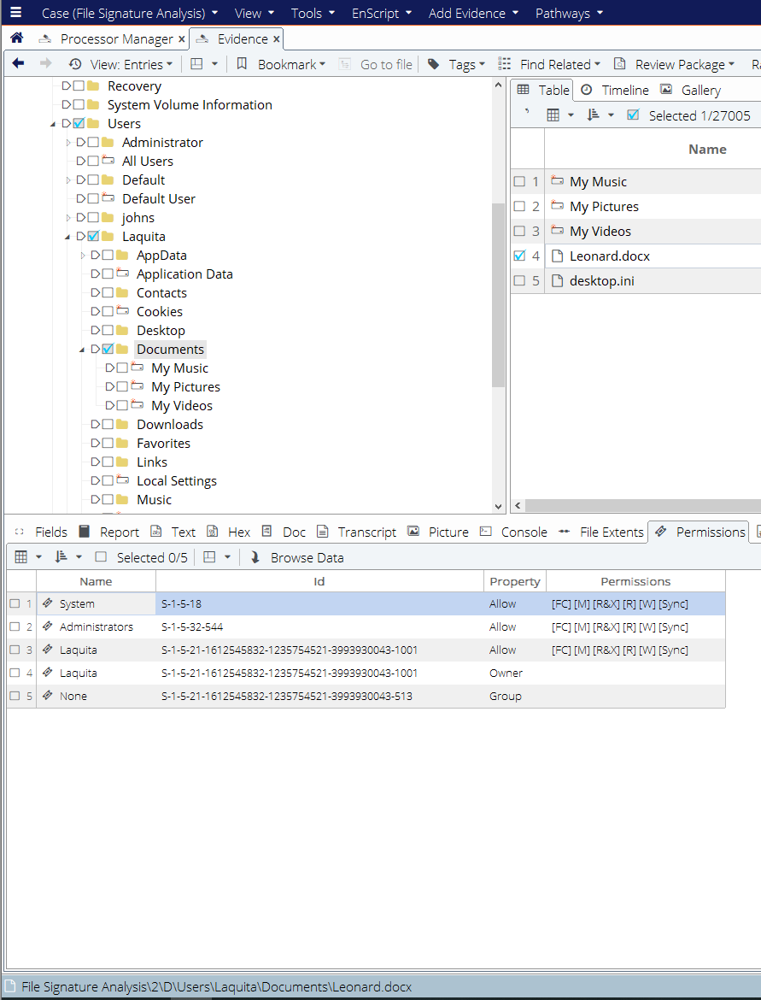 Case (File Signature Analysis) View Tools EnScript Add Evidence Pathways
Processor Manager × Evidence ×
View: Entries Bookmark Go to file Tags Find Related Review Package
Recovery
System Volume Information
Users
Administrator
All Users
Default
Default User
johns
Laquita
AppData
Application Data
Contacts
Cookies
Desktop
Documents
My Music
My Pictures
My Videos
Downloads
Favorites
Links
Local Settings
Music
Table Timeline Gallery
Selected 1/27005
Name
1 My Music
2 My Pictures
3 My Videos
4 Leonard.docx
5 desktop.ini
Fields Report Text Hex Doc Transcript Picture Console File Extents Permissions
Selected 0/5 Browse Data
Name Id Property Permissions
1 System S-1-5-18 Allow [FC] [M] [R&X] [R] [W] [Sync]
2 Administrators S-1-5-32-544 Allow [FC] [M] [R&X] [R] [W] [Sync]
3 Laquita S-1-5-21-1612545832-1235754521-3993930043-1001 Allow [FC] [M] [R&X] [R] [W] [Sync]
4 Laquita S-1-5-21-1612545832-1235754521-3993930043-1001 Owner
5 None S-1-5-21-1612545832-1235754521-3993930043-513 Group
File Signature Analysis\2\D\Users\Laquita\Documents\Leonard.docx